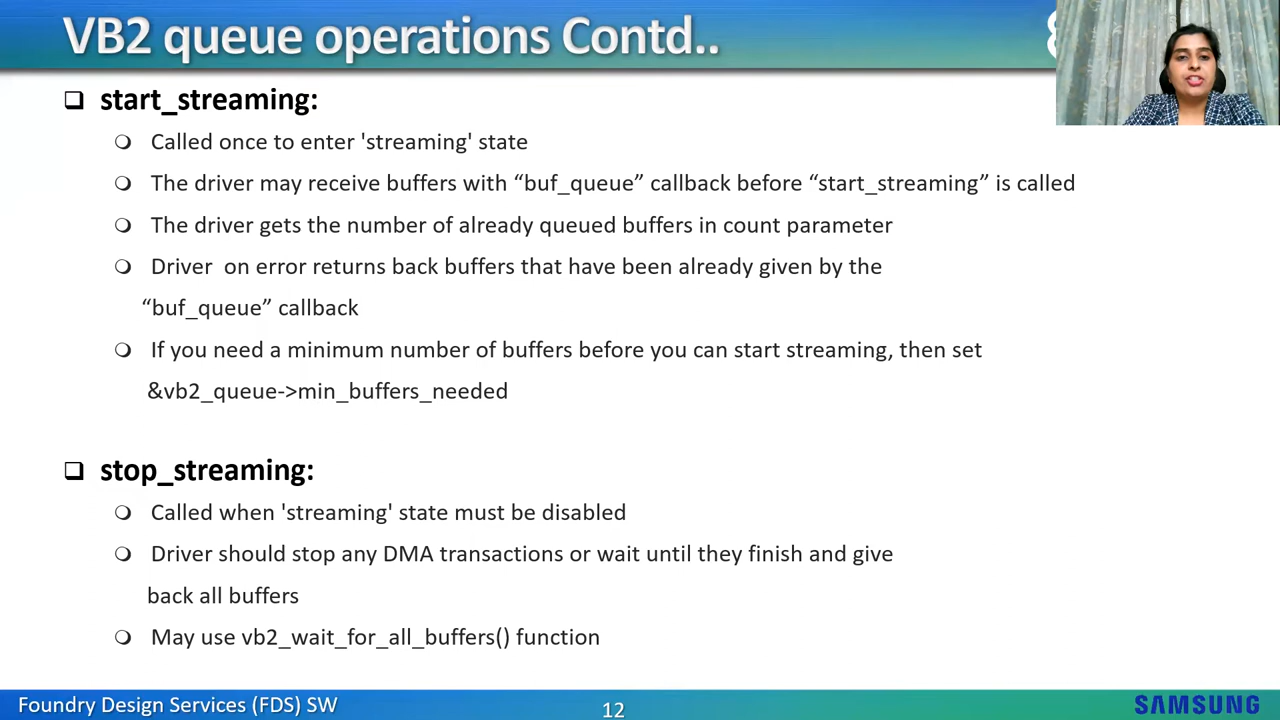 VB2 queue operations Contd..
start_streaming:
Called once to enter 'streaming' state
The driver may receive buffers with “buf_queue” callback before “start_streaming” is called
The driver gets the number of already queued buffers in count parameter
Driver on error returns back buffers that have been already given by the
“buf_queue” callback
If you need a minimum number of buffers before you can start streaming, then set
&vb2_queue->min_buffers_needed
stop_streaming:
Called when 'streaming' state must be disabled
Driver should stop any DMA transactions or wait until they finish and give
back all buffers
May use vb2_wait_for_all_buffers() function
Foundry Design Services (FDS) SW
12
SAMSUNG